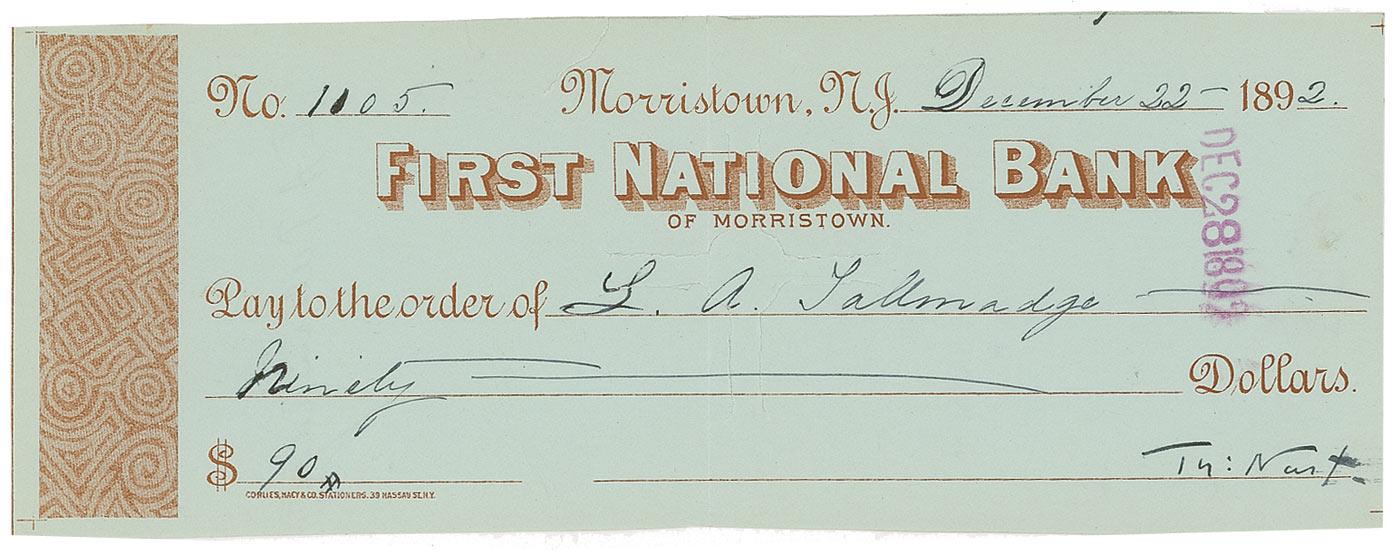 No. 1105. Morristown, N.J. December 22 - 1892.
FIRST NATIONAL BANK
OF MORRISTOWN.
DEC 28 189
Pay to the order of L. A. Tallmadge
Ninety Dollars.
$ 90
Th: Nast
CORLIES, MACY & CO. STATIONERS. 39 NASSAU ST. N.Y.